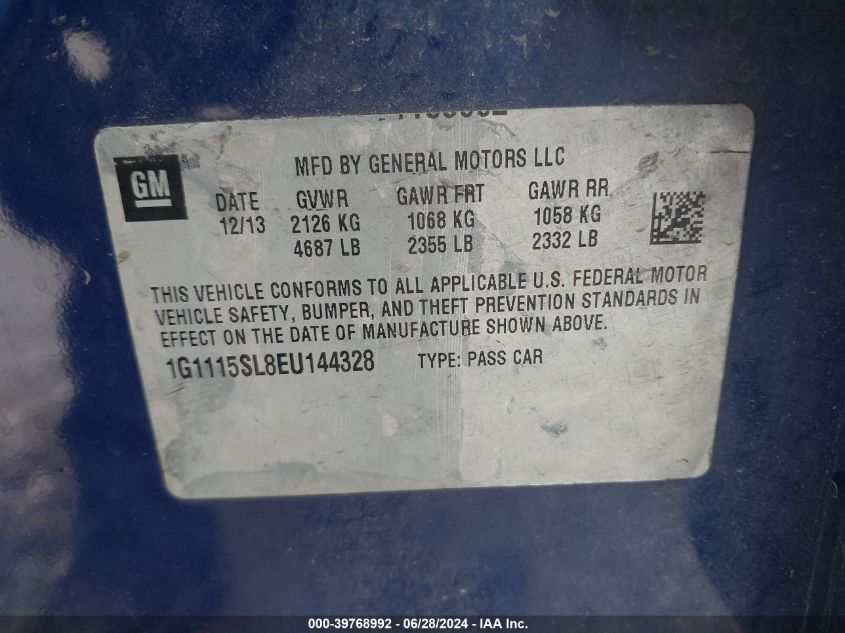 MFD BY GENERAL MOTORS LLC
GM
DATE GVWR GAWR FRT GAWR RR
12/13 2126 KG 1068 KG 1058 KG
4687 LB 2355 LB 2332 LB
THIS VEHICLE CONFORMS TO ALL APPLICABLE U.S. FEDERAL MOTOR
VEHICLE SAFETY, BUMPER, AND THEFT PREVENTION STANDARDS IN
EFFECT ON THE DATE OF MANUFACTURE SHOWN ABOVE.
1G1115SL8EU144328 TYPE: PASS CAR
000-39768992 - 06/28/2024 - IAA Inc.